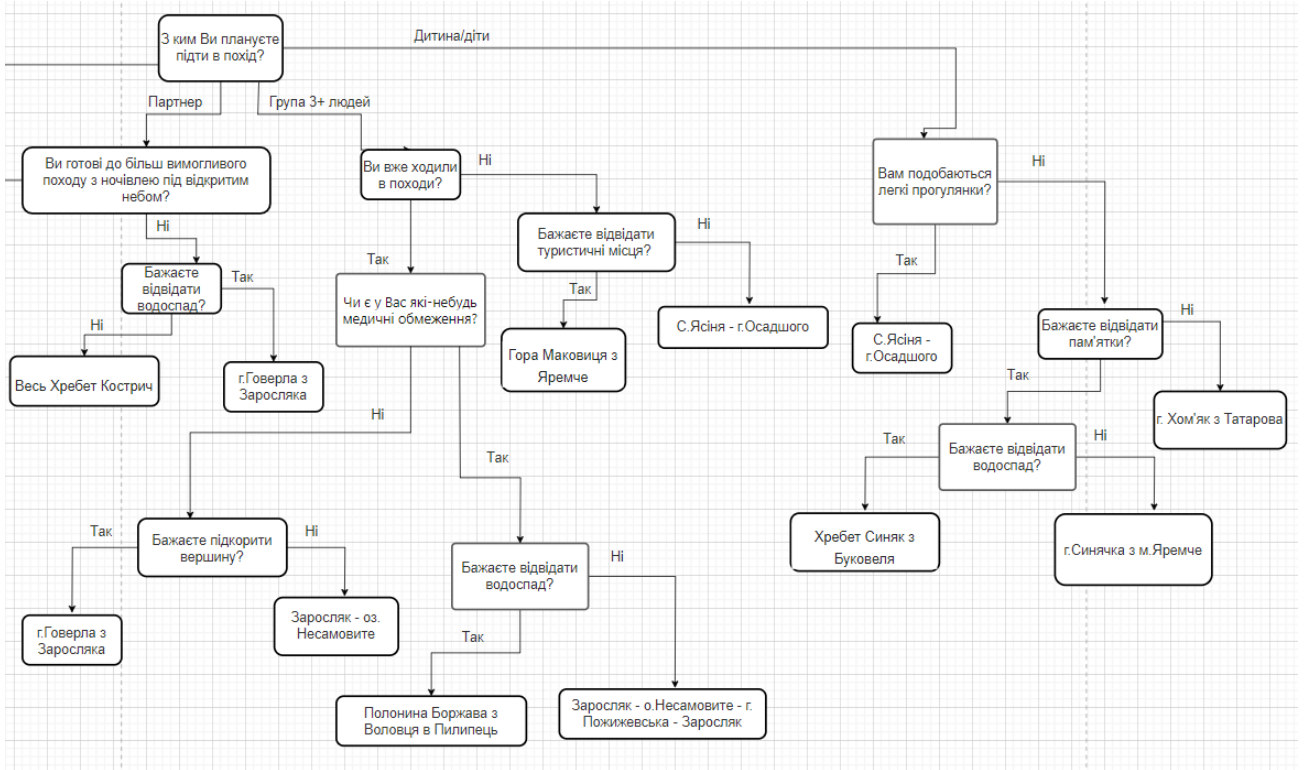 З ким Ви плануєте
підти в похід?
Дитина/діти
Партнер
Група 3+ людей
Ви готові до більш вимогливого
походу з ночівлею під відкритим
небом?
Ви вже ходили
в походи?
Ні
Вам подобаються
легкі прогулянки?
Ні
Ні
Бажаєте відвідати
туристичні місця?
Ні
Бажаєте
відвідати
водоспад?
Так
Так
Так
Чи є у Вас які-небудь
медичні обмеження?
Так
С.Ясіня - г.Осадшого
Ні
Бажаєте відвідати
пам'ятки?
Ні
Весь Хребет Кострич
г.Говерла з
Заросляка
Гора Маковиця з
Яремче
С.Ясіня -
г.Осадшого
Так
г. Хом'як з Татарова
Ні
Так
Так
Бажаєте відвідати
водоспад?
Ні
Хребет Синяк з
Буковеля
г.Синячка з м.Яремче
Так
Бажаєте підкорити
вершину?
Ні
Бажаєте відвідати
водоспад?
Ні
г.Говерла з
Заросляка
Заросляк - оз.
Несамовите
Так
Полонина Боржава з
Воловця в Пилипець
Заросляк - о.Несамовите - г.
Пожижевська - Заросляк